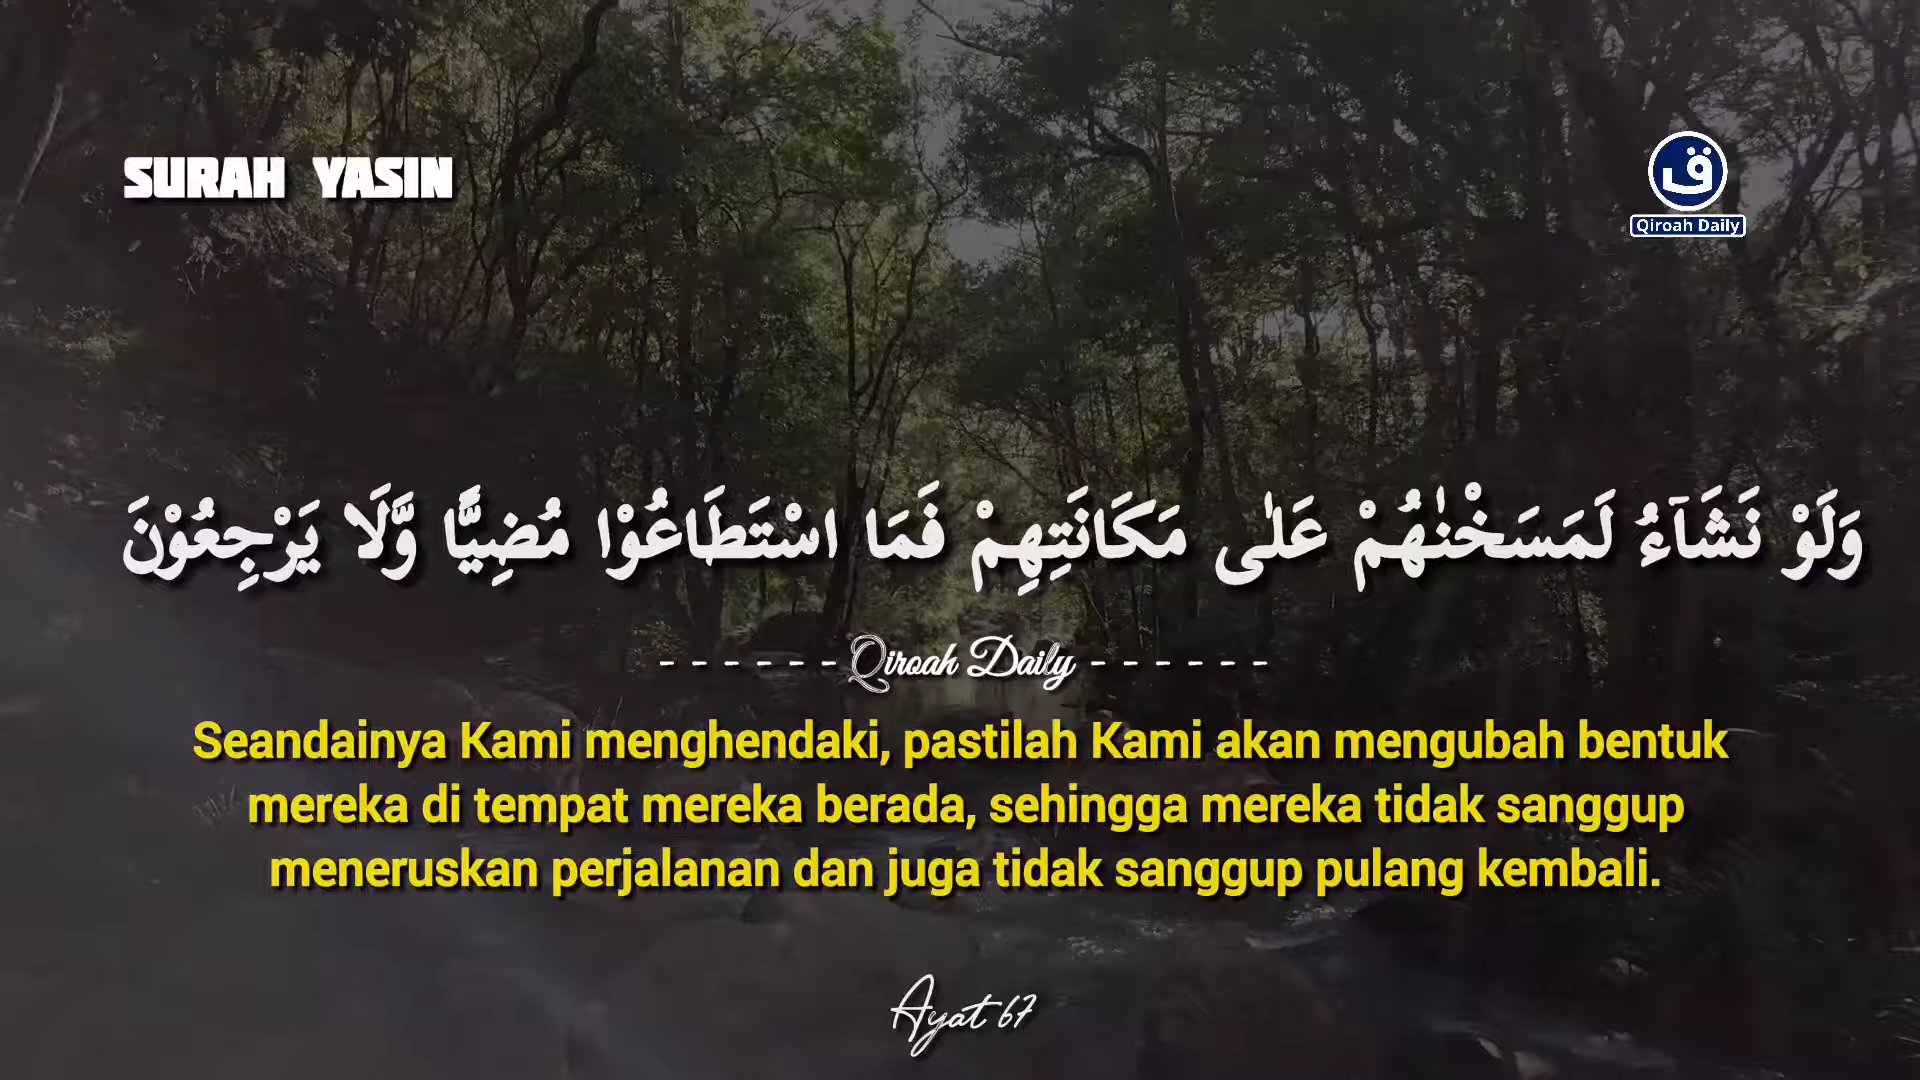 SURAH YASIN
ق
Qiroah Daily
وَلَوْ نَشَاۤءُ لَمَسَخْنٰهُمْ عَلٰى مَكَانَتِهِمْ فَمَا اسْتَطَاعُوْا مُضِيًّا وَّلَا يَرْجِعُوْنَ
- - - - - - Qiroah Daily - - - - - -
Seandainya Kami menghendaki, pastilah Kami akan mengubah bentuk
mereka di tempat mereka berada, sehingga mereka tidak sanggup
meneruskan perjalanan dan juga tidak sanggup pulang kembali.
Ayat 67